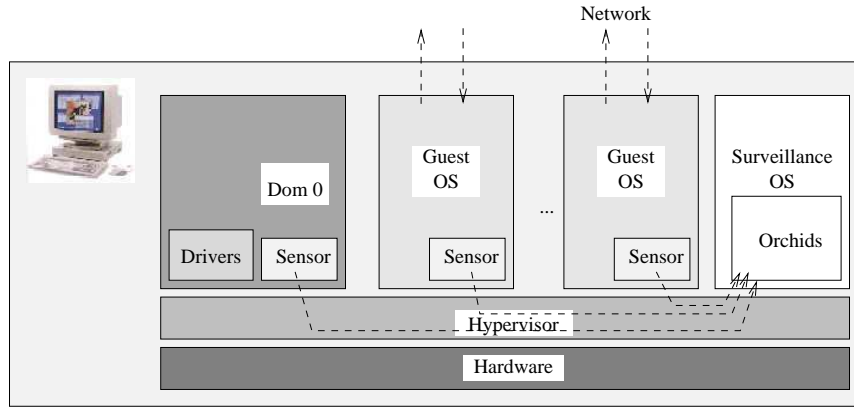 Network
Guest
OS
Guest
OS
Surveillance
OS
Dom 0
...
Orchids
Drivers
Sensor
Sensor
Sensor
Hypervisor
Hardware